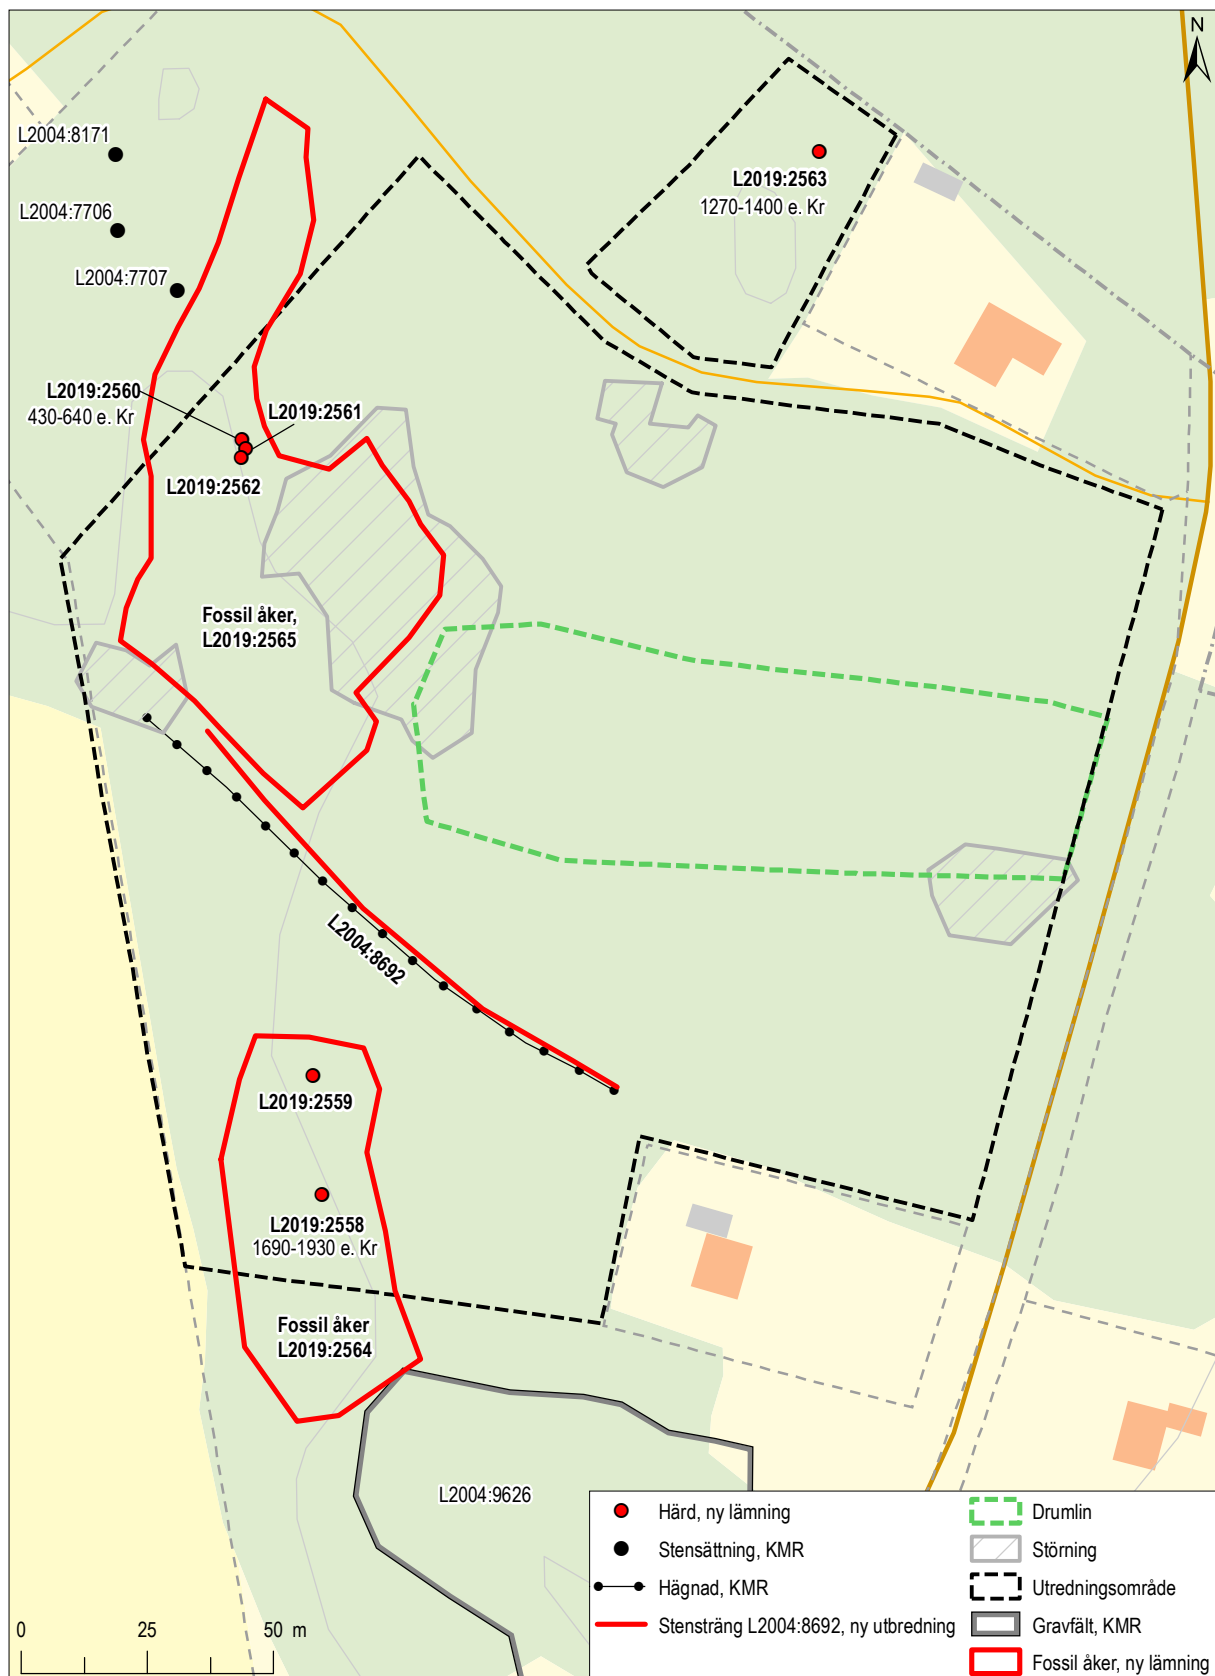 N
L2004:8171
L2019:2563
1270-1400 e. Kr
L2004:7706
L2004:7707
L2019:2560
430-640 e. Kr
L2019:2561
L2019:2562
Fossil åker,
L2019:2565
L2004:8692
L2019:2559
L2019:2558
1690-1930 e. Kr
Fossil åker
L2019:2564
L2004:9626
0 25 50 m
Härd, ny lämning
Stensättning, KMR
Hägnad, KMR
Stensträng L2004:8692, ny utbredning
Drumlin
Störning
Utredningsområde
Gravfält, KMR
Fossil åker, ny lämning